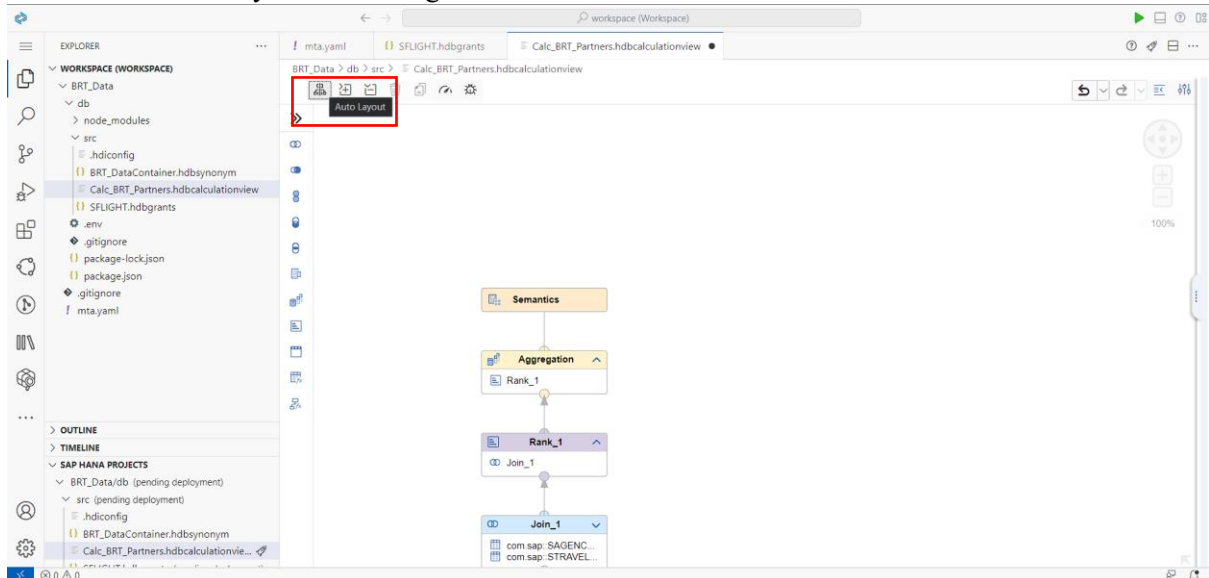 workspace (Workspace)
EXPLORER
...
! mta.yaml
{} SFLIGHT.hdbgrants
Calc_BRT_Partners.hdbcalculationview ●
WORKSPACE (WORKSPACE)
BRT_Data > db > src > Calc_BRT_Partners.hdbcalculationview
BRT_Data
db
Auto Layout
node_modules
src
.hdiconfig
{} BRT_DataContainer.hdbsynonym
Calc_BRT_Partners.hdbcalculationview
{} SFLIGHT.hdbgrants
.env
100%
.gitignore
{} package-lock.json
{} package.json
.gitignore
! mta.yaml
Semantics
Aggregation
Rank_1
Rank_1
Join_1
Join_1
com.sap::SAGENC...
com.sap::STRAVEL...
> OUTLINE
> TIMELINE
SAP HANA PROJECTS
BRT_Data/db (pending deployment)
src (pending deployment)
.hdiconfig
{} BRT_DataContainer.hdbsynonym
Calc_BRT_Partners.hdbcalculationvie...
0 0